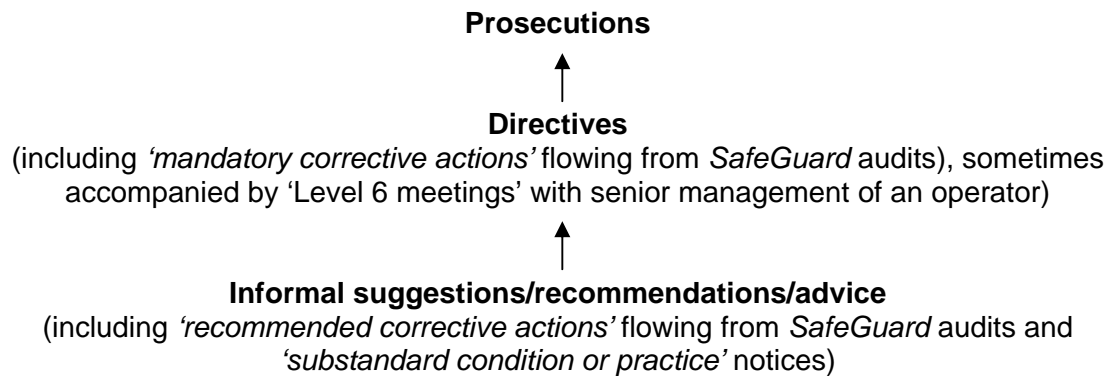 Prosecutions
Directives
(including ‘mandatory corrective actions’ flowing from SafeGuard audits), sometimes
accompanied by ‘Level 6 meetings’ with senior management of an operator)
Informal suggestions/recommendations/advice
(including ‘recommended corrective actions’ flowing from SafeGuard audits and
‘substandard condition or practice’ notices)